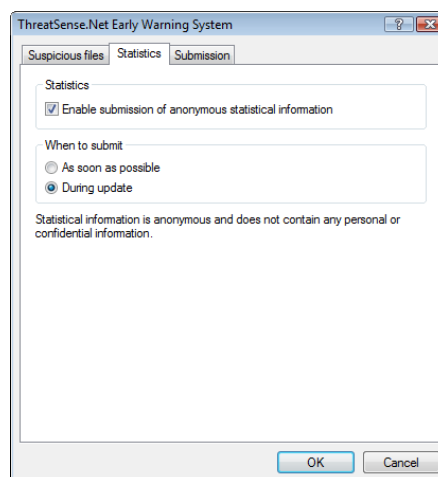 ThreatSense.Net Early Warning System
Suspicious files Statistics Submission
Statistics
Enable submission of anonymous statistical information
When to submit
As soon as possible
During update
Statistical information is anonymous and does not contain any personal or
confidential information.
OK Cancel